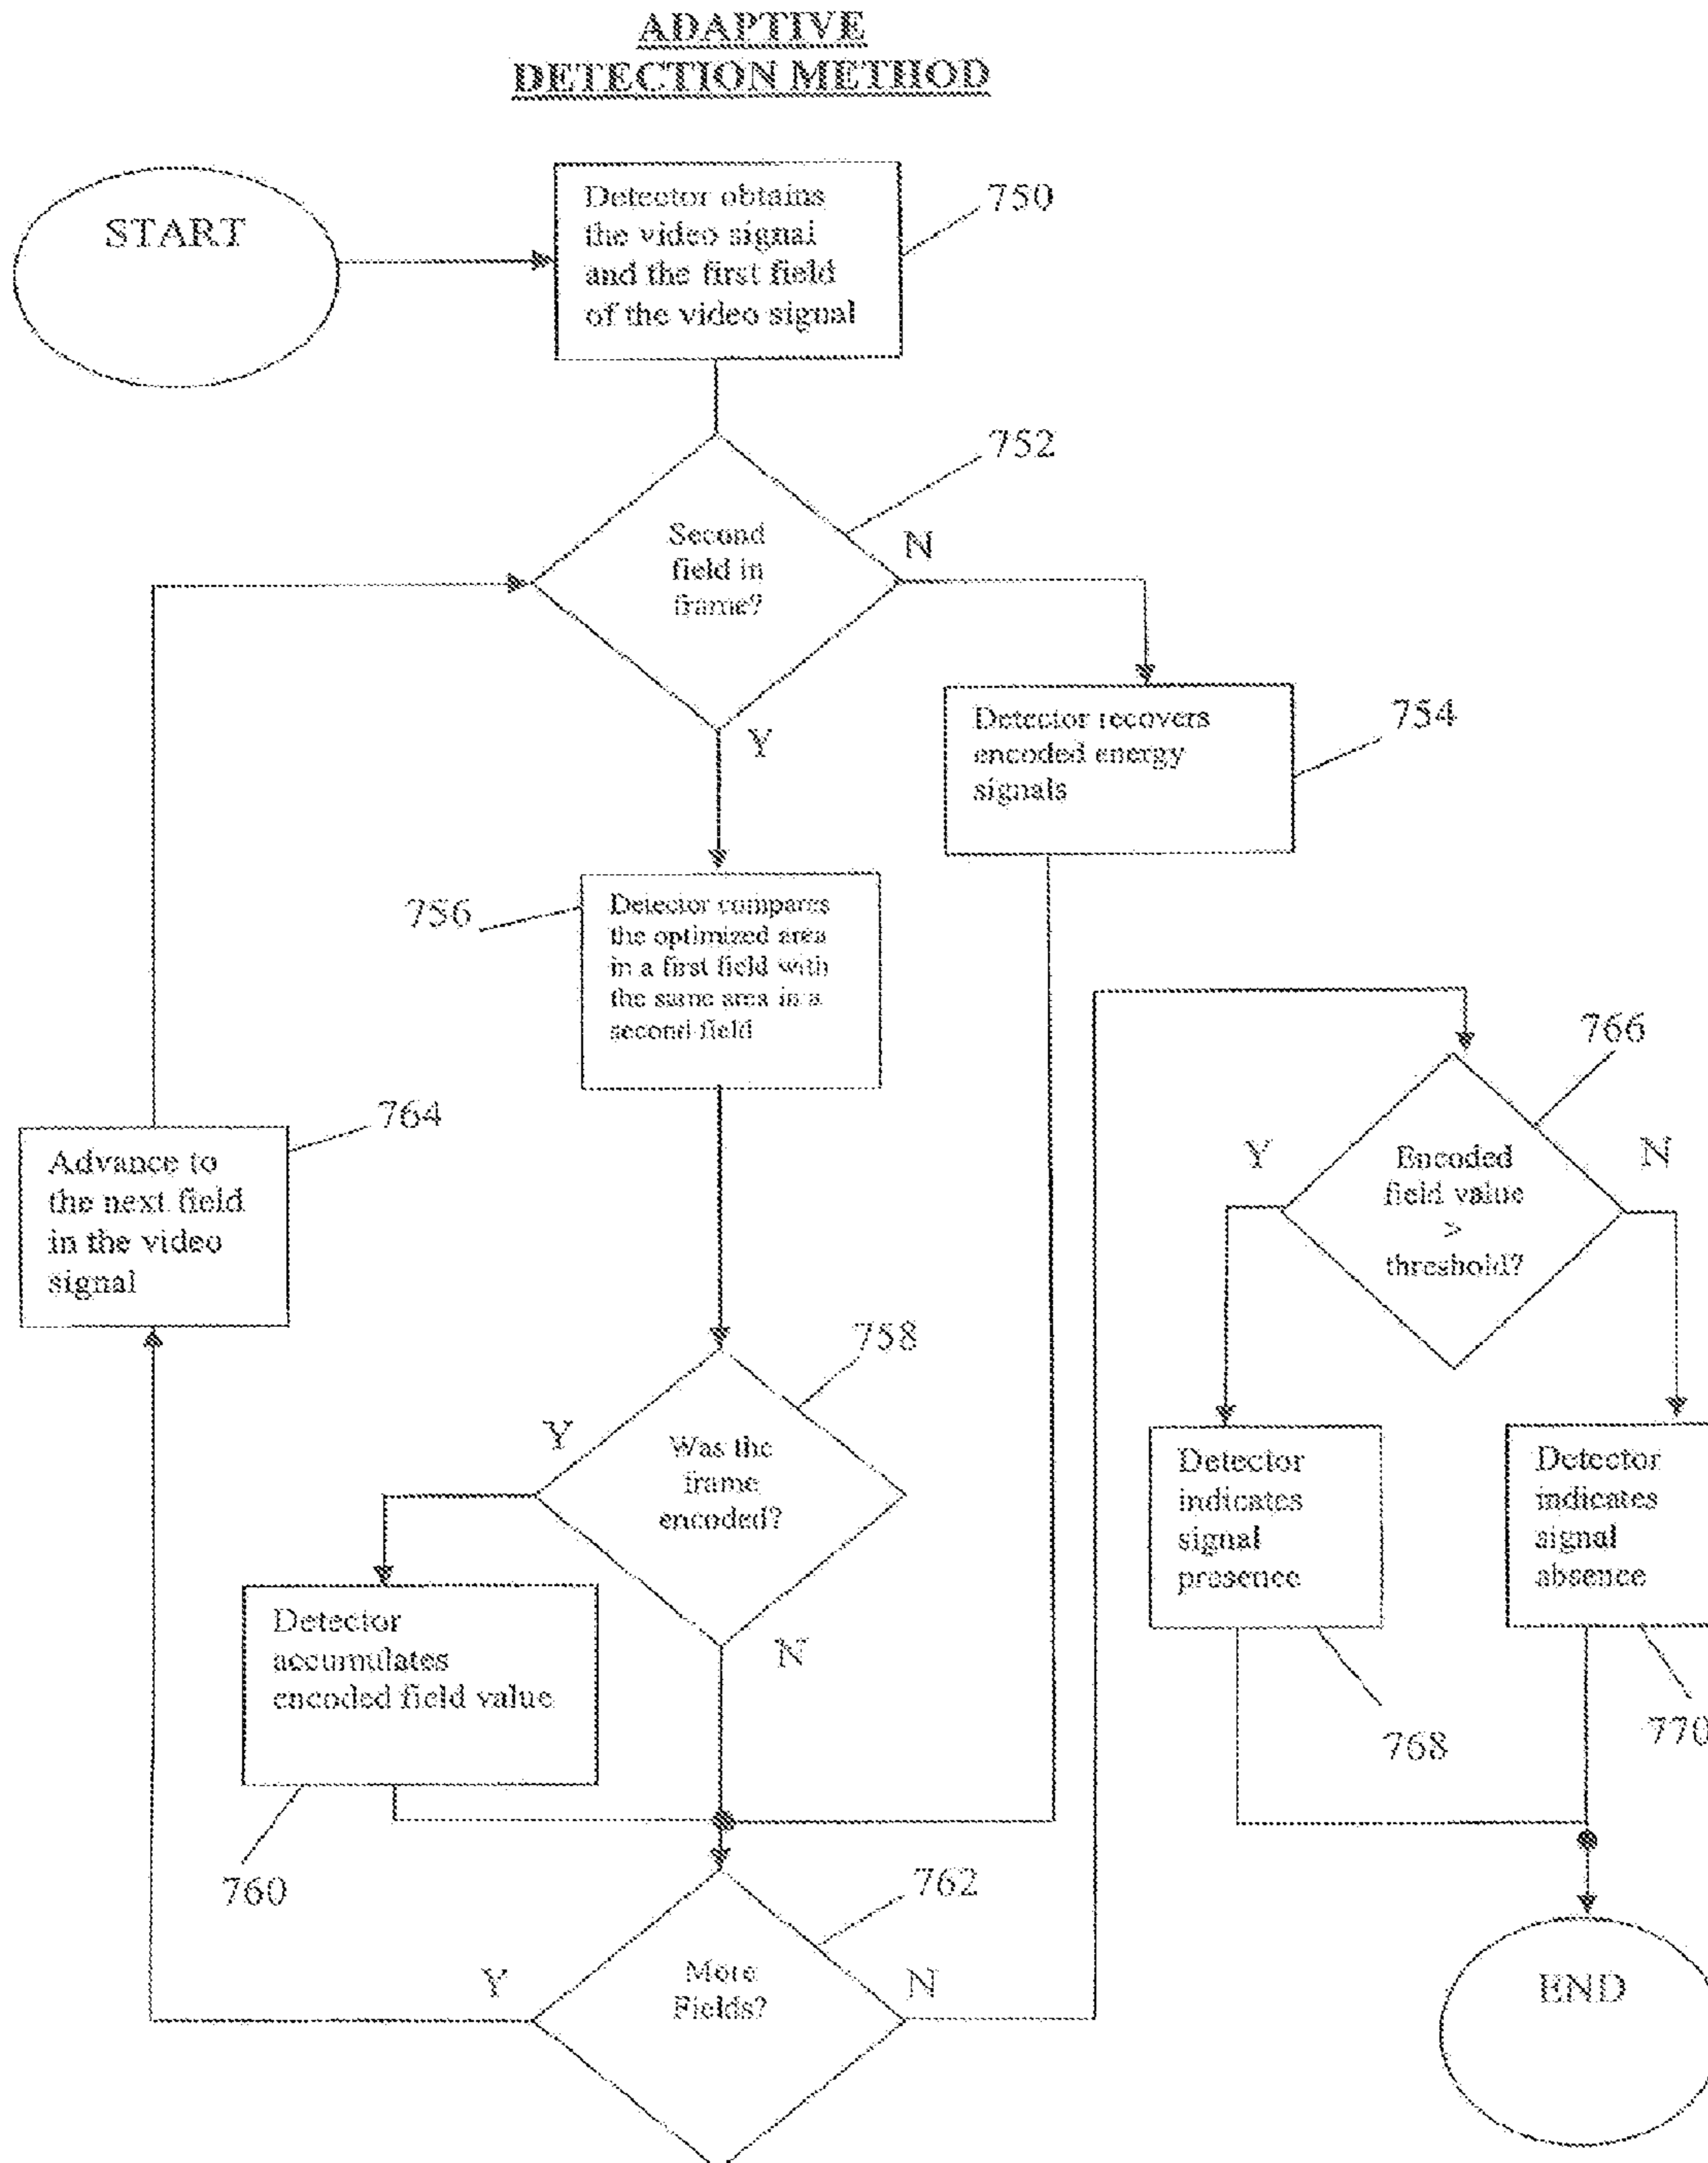 ADAPTIVE
DETECTION METHOD
START
Detector obtains
the video signal
and the first field
of the video signal
750
752
Second
field in
frame?
N
Y
Detector recovers
encoded energy
signals
754
756
Detector compares
the optimized area
in a first field with
the same area in a
second field
764
Advance to
the next field
in the video
signal
766
Y
Encoded
field value
>
threshold?
N
758
Y
Was the
frame
encoded?
N
Detector
accumulates
encoded field value
760
Detector
indicates
signal
presence
768
Detector
indicates
signal
absence
770
762
Y
More
Fields?
N
END